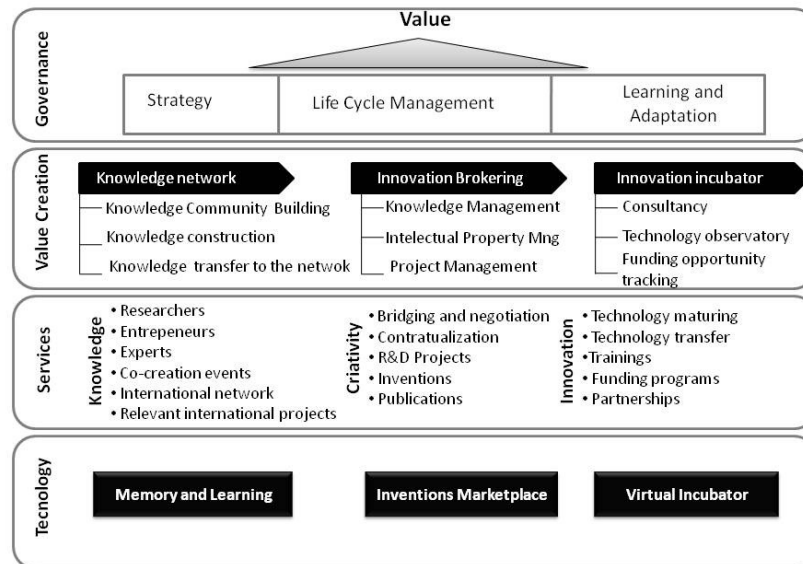 Value
Governance
Strategy
Life Cycle Management
Learning and
Adaptation
Value Creation
Knowledge network
Knowledge Community Building
Knowledge construction
Knowledge transfer to the netwok
Innovation Brokering
Knowledge Management
Intelectual Property Mng
Project Management
Innovation incubator
Consultancy
Technology observatory
Funding opportunity
tracking
Services
Knowledge
• Researchers
• Entrepeneurs
• Experts
• Co-creation events
• International network
• Relevant international projects
Criativity
• Bridging and negotiation
• Contratualization
• R&D Projects
• Inventions
• Publications
Innovation
• Technology maturing
• Technology transfer
•Trainings
• Funding programs
• Partnerships
Tecnology
Memory and Learning
Inventions Marketplace
Virtual Incubator